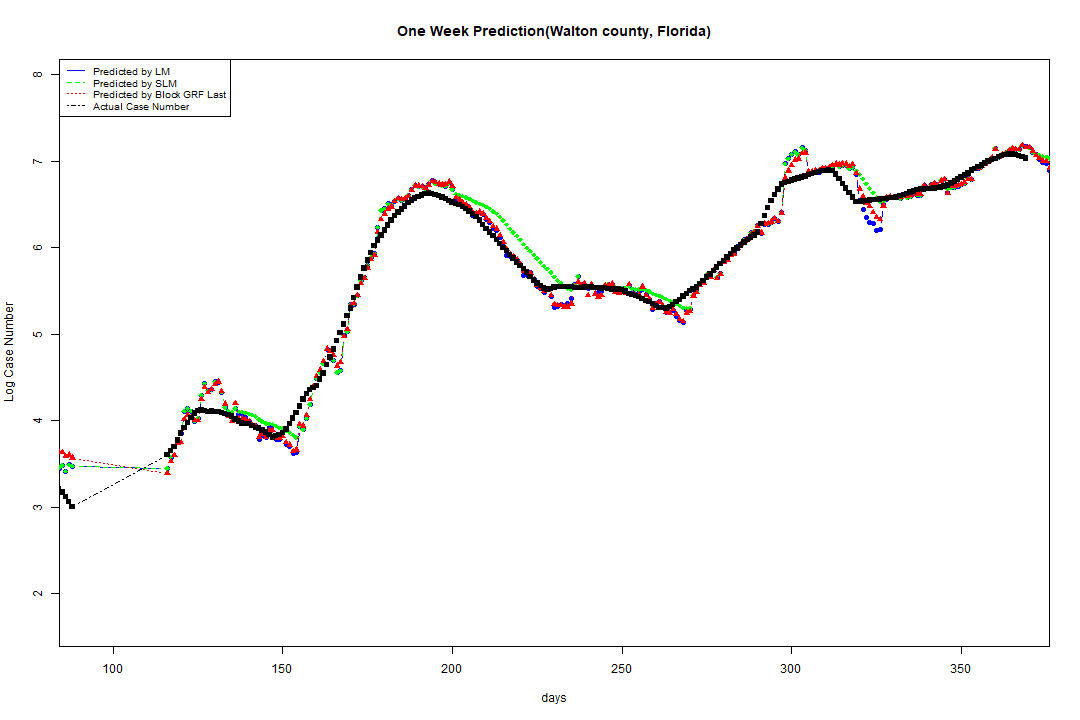 One Week Prediction(Walton county, Florida)
Predicted by LM
Predicted by SLM
Predicted by Block GRF Last
Actual Case Number
8
7
6
5
4
3
2
Log Case Number
100 150 200 250 300 350
days